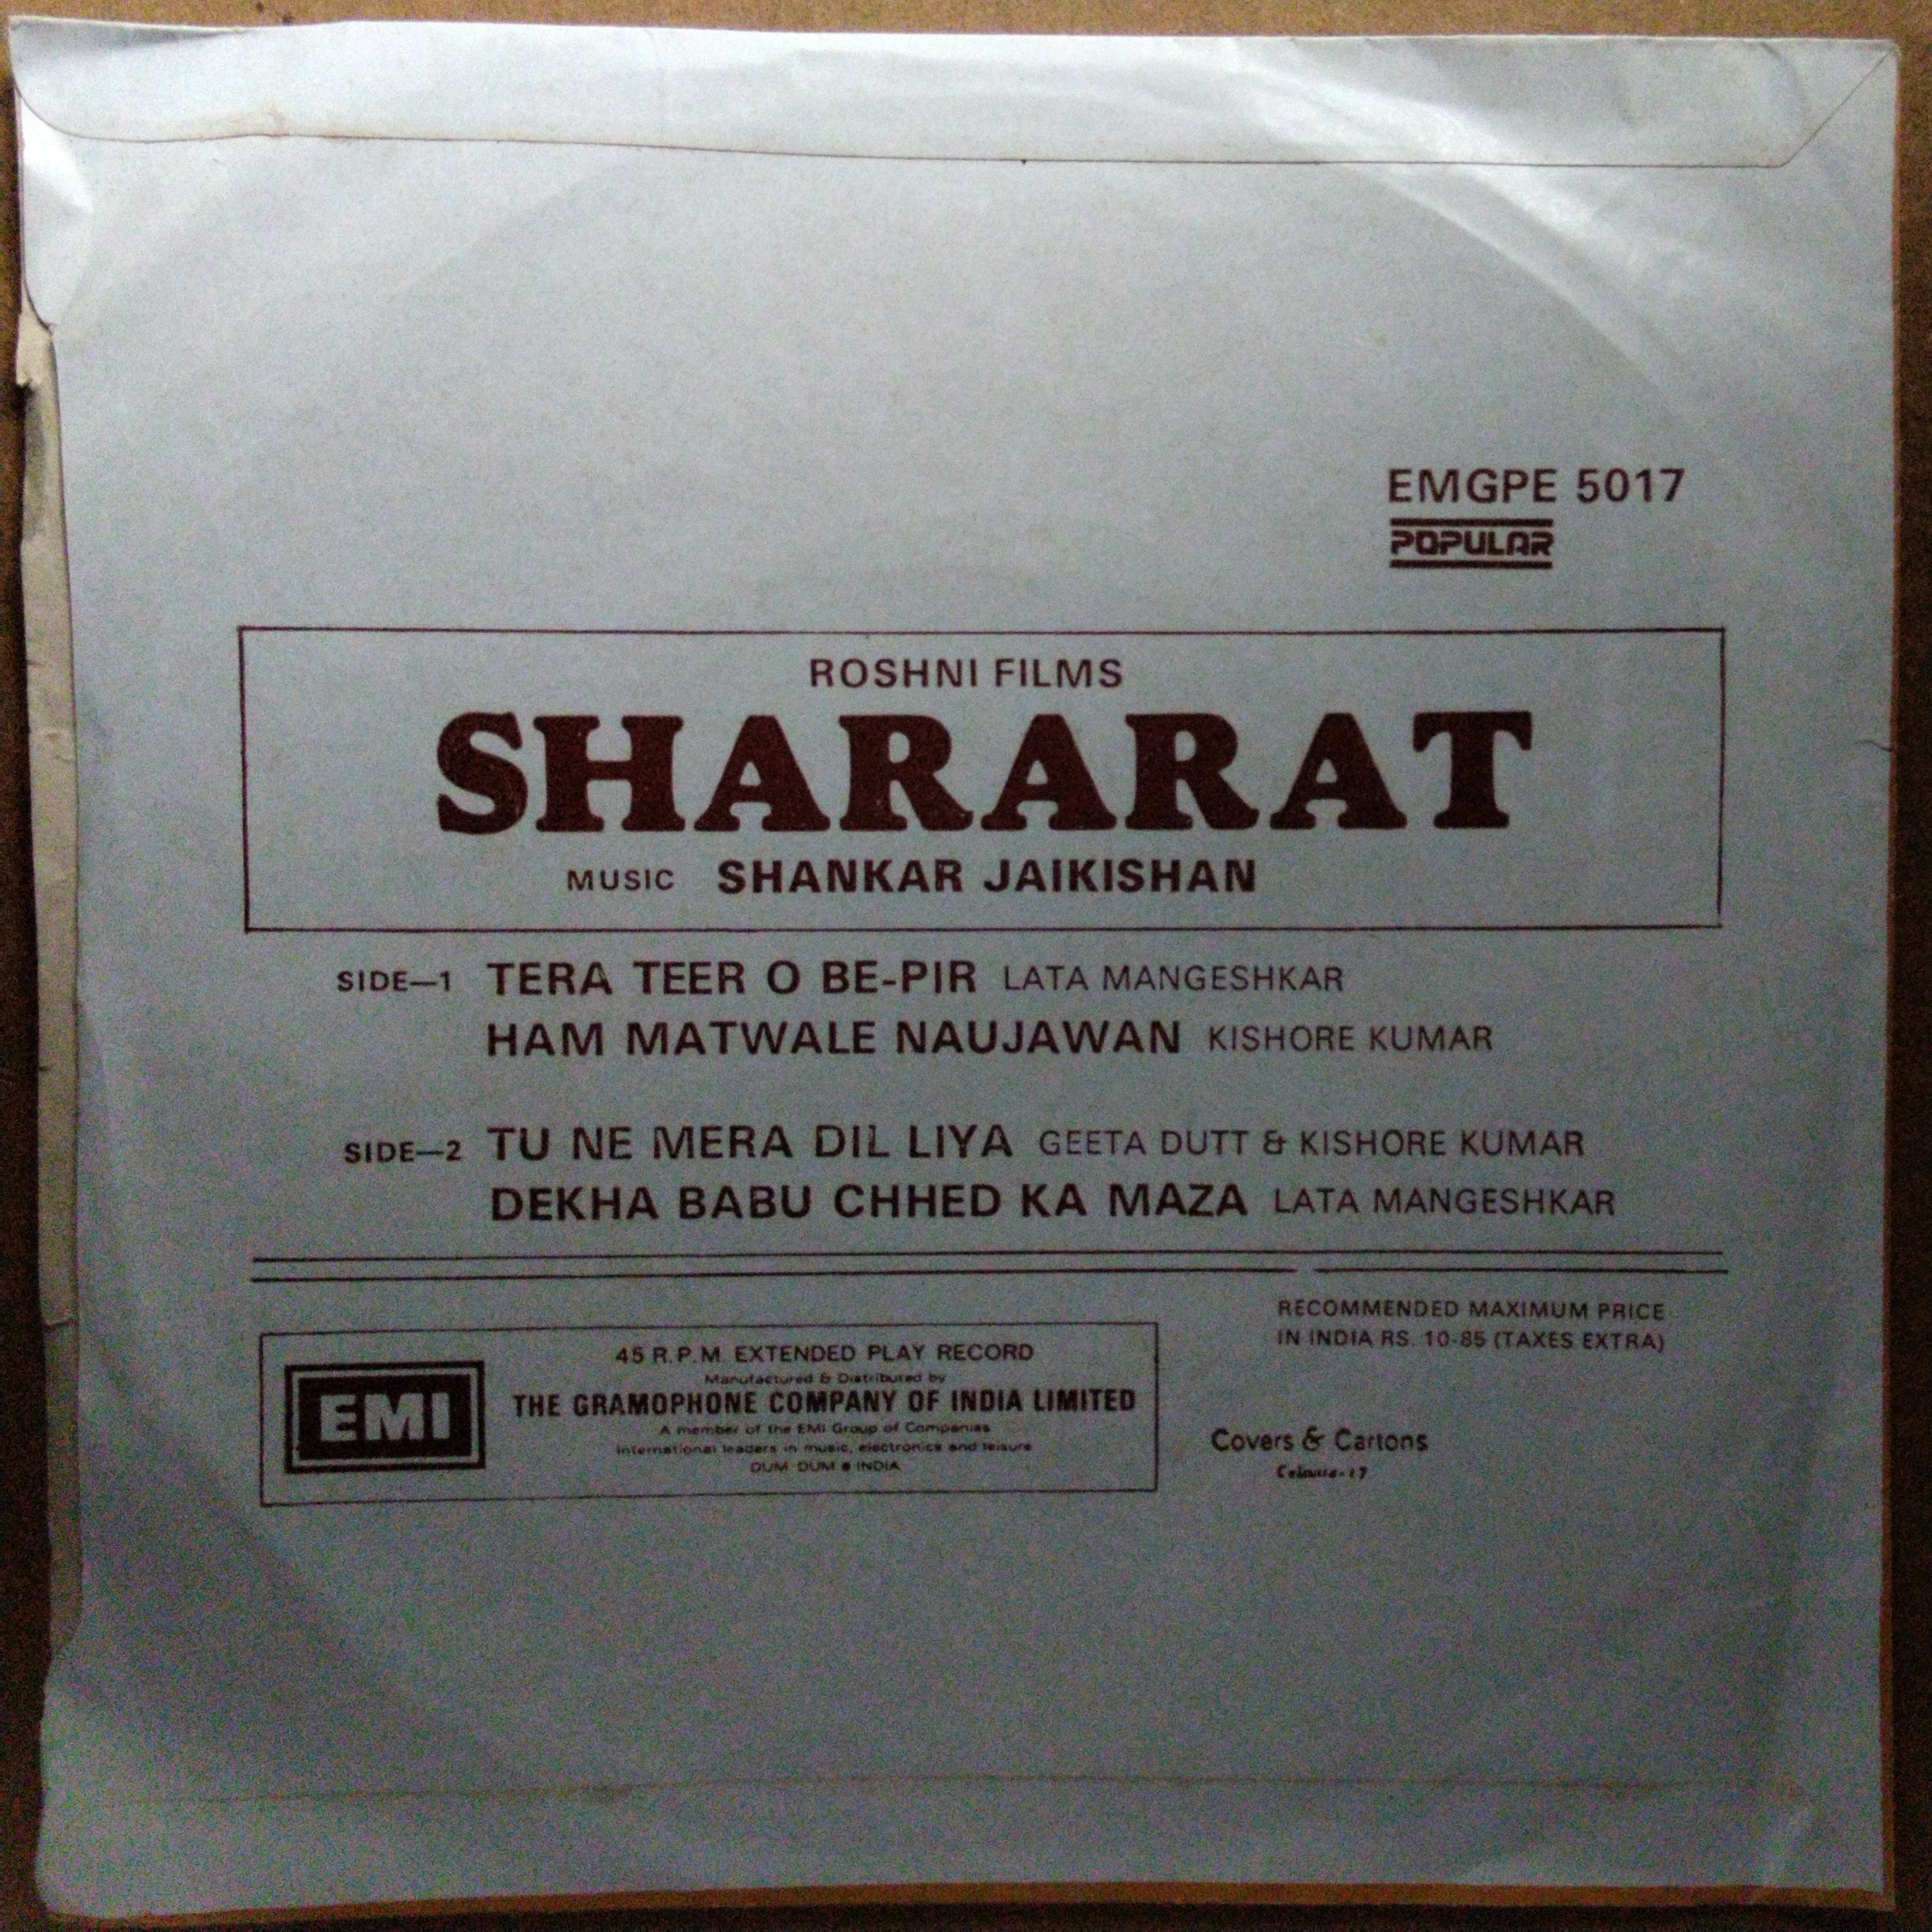 EMGPE 5017
POPULAR
ROSHNI FILMS
SHARARAT
MUSIC SHANKAR JAIKISHAN
SIDE—1 TERA TEER O BE-PIR LATA MANGESHKAR
HAM MATWALE NAUJAWAN KISHORE KUMAR
SIDE—2 TU NE MERA DIL LIYA GEETA DUTT & KISHORE KUMAR
DEKHA BABU CHHED KA MAZA LATA MANGESHKAR
RECOMMENDED MAXIMUM PRICE
IN INDIA RS. 10·85 (TAXES EXTRA)
EMI
45 R.P.M. EXTENDED PLAY RECORD
Manufactured & Distributed by
THE GRAMOPHONE COMPANY OF INDIA LIMITED
A member of the EMI Group of Companies
International leaders in music, electronics and leisure
DUM DUM ● INDIA
Covers & Cartons